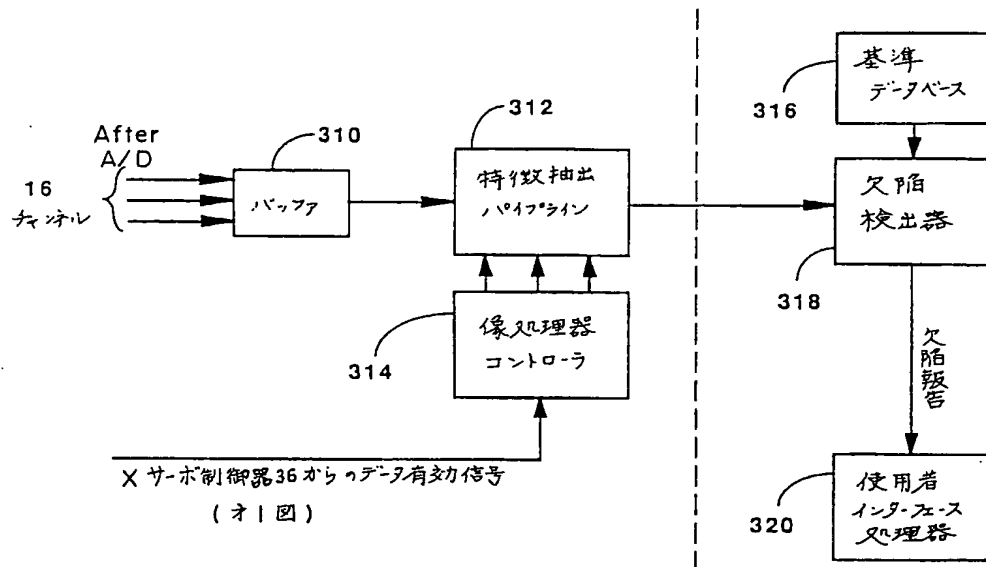 After
A/D
16
チャンネル
310
バッファ
312
特徴抽出
パイプライン
314
像処理器
コントローラ
X サーボ制御器36からのデータ有効信号
(オ1図)
316
基準
データベース
欠陥
検出器
318
欠陥報告
320
使用者
インターフェース
処理器